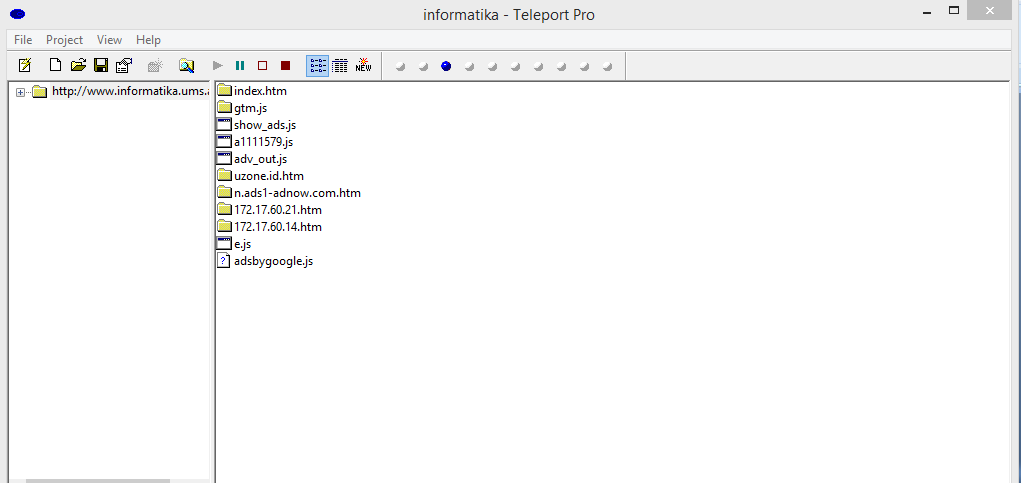 informatika - Teleport Pro
File Project View Help
NEW
http://www.informatika.ums.a
index.htm
gtm.js
show_ads.js
a1111579.js
adv_out.js
uzone.id.htm
n.ads1-adnow.com.htm
172.17.60.21.htm
172.17.60.14.htm
e.js
? adsbygoogle.js